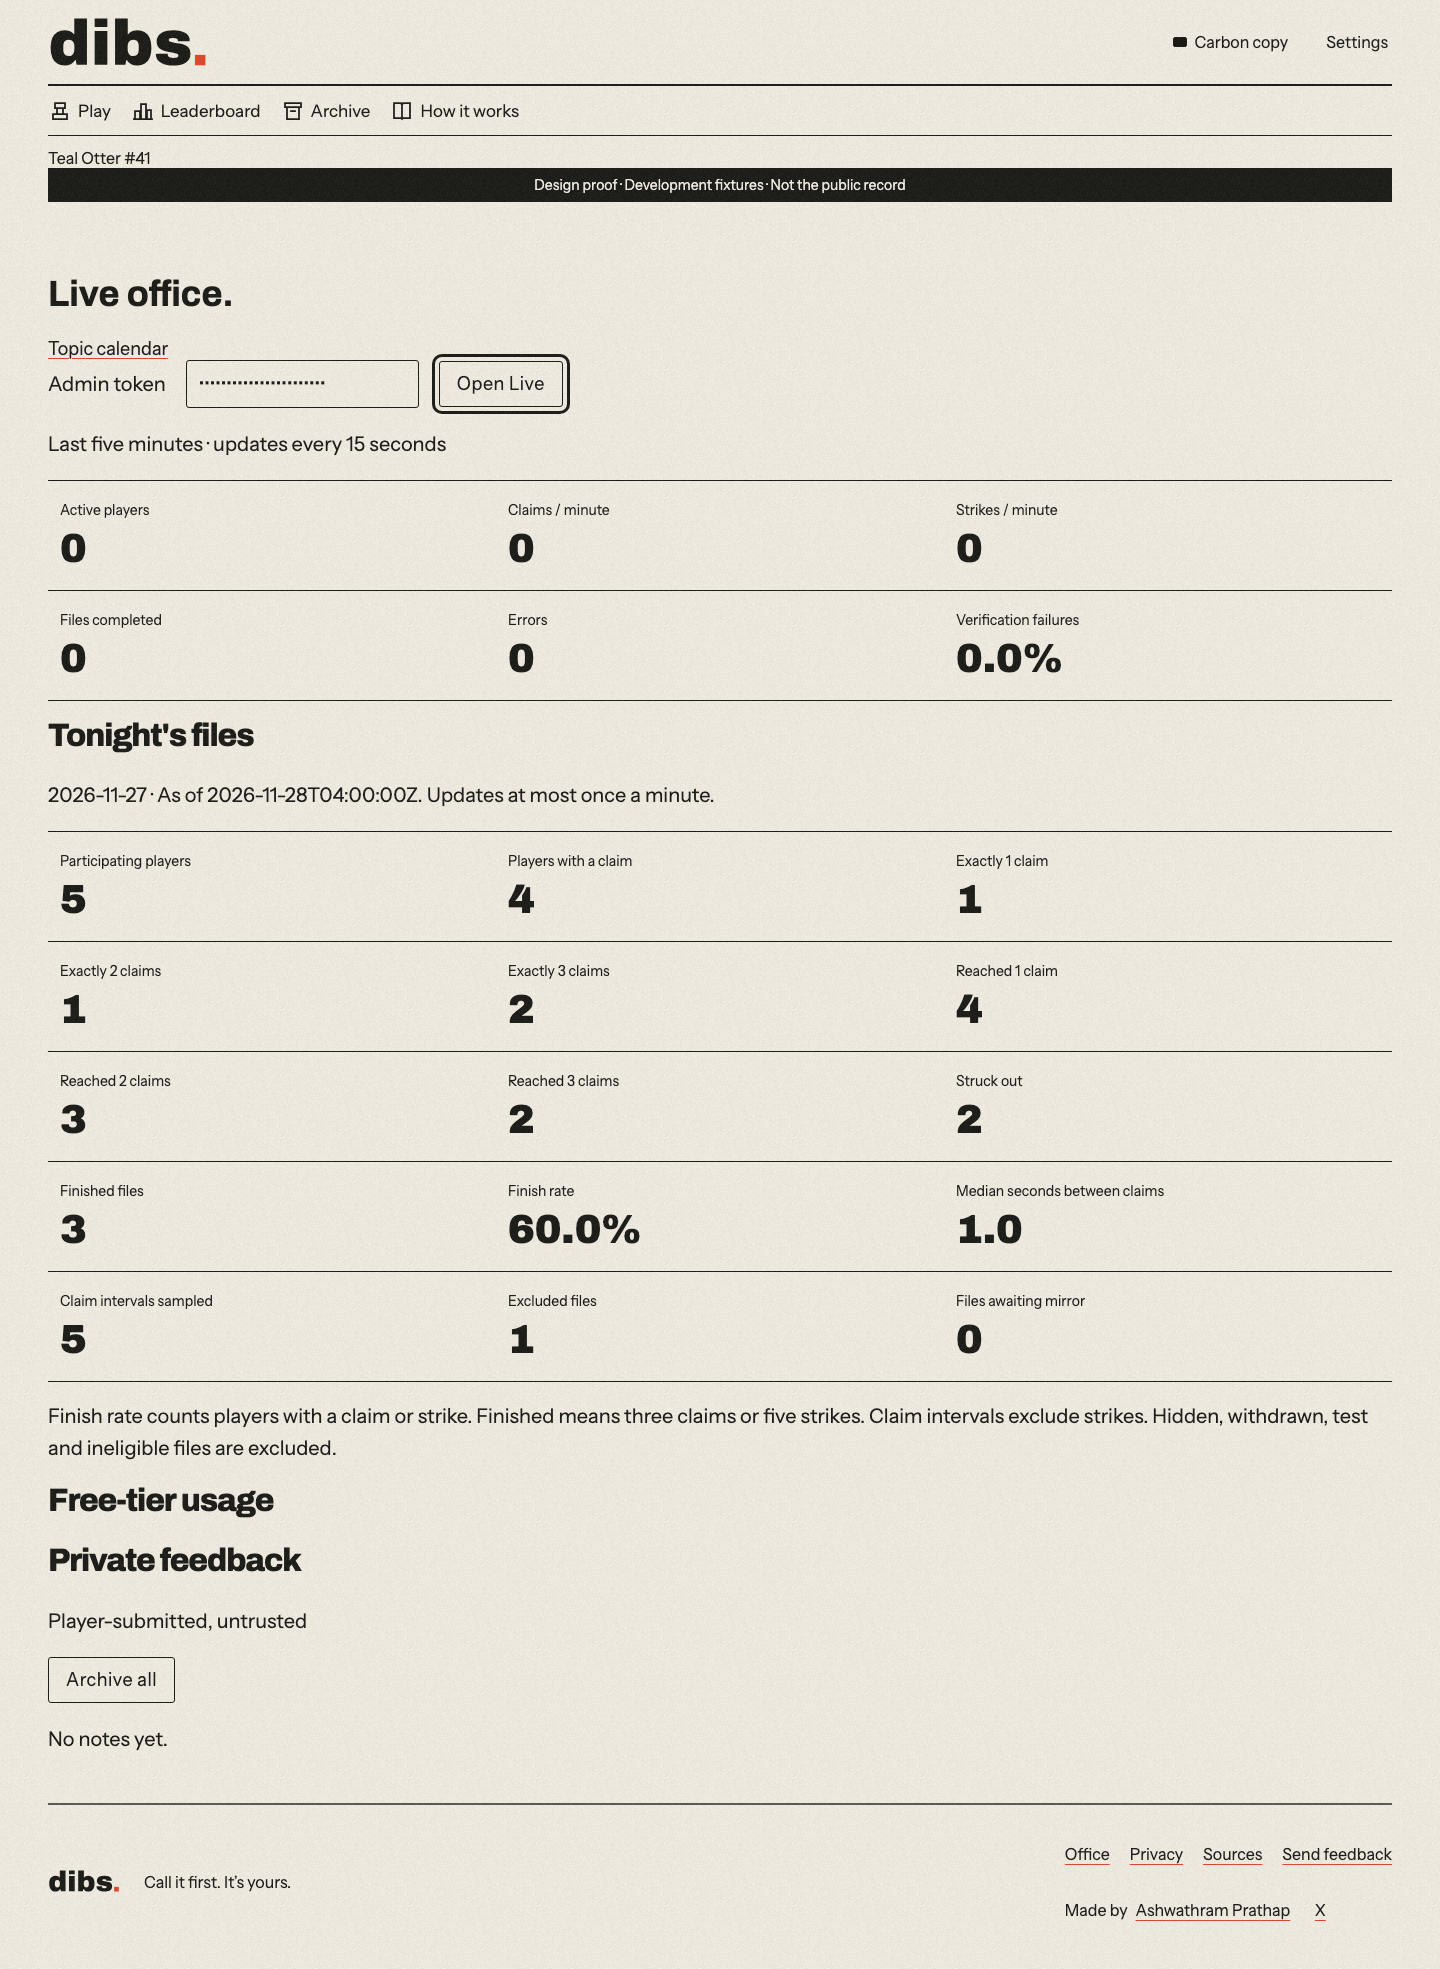 dibs.
Carbon copy Settings
Play Leaderboard Archive How it works
Teal Otter #41
Design proof · Development fixtures · Not the public record
Live office.
Topic calendar
Admin token Open Live
Last five minutes · updates every 15 seconds
Active players Claims / minute Strikes / minute
0 0 0
Files completed Errors Verification failures
0 0 0.0%
Tonight's files
2026-11-27 · As of 2026-11-28T04:00:00Z. Updates at most once a minute.
Participating players Players with a claim Exactly 1 claim
5 4 1
Exactly 2 claims Exactly 3 claims Reached 1 claim
1 2 4
Reached 2 claims Reached 3 claims Struck out
3 2 2
Finished files Finish rate Median seconds between claims
3 60.0% 1.0
Claim intervals sampled Excluded files Files awaiting mirror
5 1 0
Finish rate counts players with a claim or strike. Finished means three claims or five strikes. Claim intervals exclude strikes. Hidden, withdrawn, test
and ineligible files are excluded.
Free-tier usage
Private feedback
Player-submitted, untrusted
Archive all
No notes yet.
Office Privacy Sources Send feedback
dibs. Call it first. It's yours.
Made by Ashwathram Prathap X